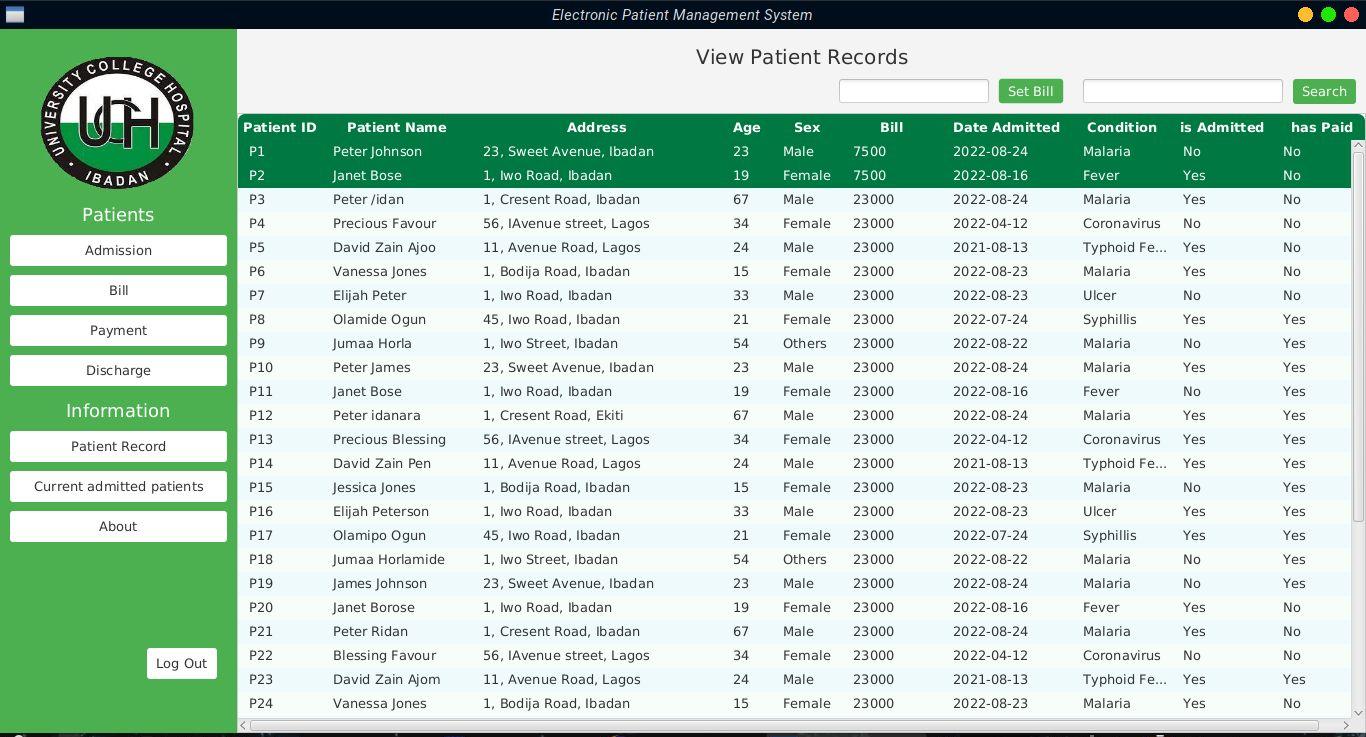 Electronic Patient Management System
UNIVERSITY COLLEGE HOSPITAL
UCH
• IBADAN •
Patients
Admission
Bill
Payment
Discharge
Information
Patient Record
Current admitted patients
About
Log Out
View Patient Records
Set Bill Search
Patient ID Patient Name Address Age Sex Bill Date Admitted Condition is Admitted has Paid
P1 Peter Johnson 23, Sweet Avenue, Ibadan 23 Male 7500 2022-08-24 Malaria No No
P2 Janet Bose 1, Iwo Road, Ibadan 19 Female 7500 2022-08-16 Fever Yes No
P3 Peter /idan 1, Cresent Road, Ibadan 67 Male 23000 2022-08-24 Malaria Yes No
P4 Precious Favour 56, IAvenue street, Lagos 34 Female 23000 2022-04-12 Coronavirus No No
P5 David Zain Ajoo 11, Avenue Road, Lagos 24 Male 23000 2021-08-13 Typhoid Fe... Yes No
P6 Vanessa Jones 1, Bodija Road, Ibadan 15 Female 23000 2022-08-23 Malaria Yes No
P7 Elijah Peter 1, Iwo Road, Ibadan 33 Male 23000 2022-08-23 Ulcer No No
P8 Olamide Ogun 45, Iwo Road, Ibadan 21 Female 23000 2022-07-24 Syphillis Yes Yes
P9 Jumaa Horla 1, Iwo Street, Ibadan 54 Others 23000 2022-08-22 Malaria No Yes
P10 Peter James 23, Sweet Avenue, Ibadan 23 Male 23000 2022-08-24 Malaria Yes Yes
P11 Janet Bose 1, Iwo Road, Ibadan 19 Female 23000 2022-08-16 Fever No Yes
P12 Peter idanara 1, Cresent Road, Ekiti 67 Male 23000 2022-08-24 Malaria Yes Yes
P13 Precious Blessing 56, IAvenue street, Lagos 34 Female 23000 2022-04-12 Coronavirus Yes Yes
P14 David Zain Pen 11, Avenue Road, Lagos 24 Male 23000 2021-08-13 Typhoid Fe... Yes Yes
P15 Jessica Jones 1, Bodija Road, Ibadan 15 Female 23000 2022-08-23 Malaria No Yes
P16 Elijah Peterson 1, Iwo Road, Ibadan 33 Male 23000 2022-08-23 Ulcer Yes Yes
P17 Olamipo Ogun 45, Iwo Road, Ibadan 21 Female 23000 2022-07-24 Syphillis Yes Yes
P18 Jumaa Horlamide 1, Iwo Street, Ibadan 54 Others 23000 2022-08-22 Malaria No Yes
P19 James Johnson 23, Sweet Avenue, Ibadan 23 Male 23000 2022-08-24 Malaria No Yes
P20 Janet Borose 1, Iwo Road, Ibadan 19 Female 23000 2022-08-16 Fever Yes No
P21 Peter Ridan 1, Cresent Road, Ibadan 67 Male 23000 2022-08-24 Malaria Yes No
P22 Blessing Favour 56, IAvenue street, Lagos 34 Female 23000 2022-04-12 Coronavirus No No
P23 David Zain Ajom 11, Avenue Road, Lagos 24 Male 23000 2021-08-13 Typhoid Fe... Yes Yes
P24 Vanessa Jones 1, Bodija Road, Ibadan 15 Female 23000 2022-08-23 Malaria Yes No